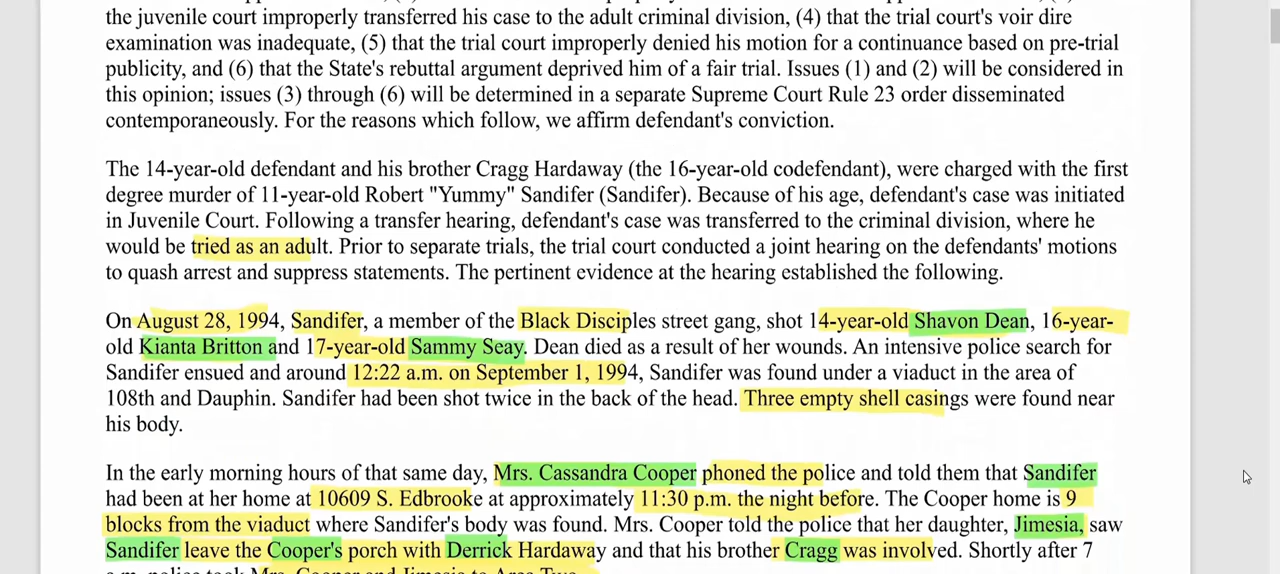 the juvenile court improperly transferred his case to the adult criminal division, (4) that the trial court's voir dire
examination was inadequate, (5) that the trial court improperly denied his motion for a continuance based on pre-trial
publicity, and (6) that the State's rebuttal argument deprived him of a fair trial. Issues (1) and (2) will be considered in
this opinion; issues (3) through (6) will be determined in a separate Supreme Court Rule 23 order disseminated
contemporaneously. For the reasons which follow, we affirm defendant's conviction.
The 14-year-old defendant and his brother Cragg Hardaway (the 16-year-old codefendant), were charged with the first
degree murder of 11-year-old Robert "Yummy" Sandifer (Sandifer). Because of his age, defendant's case was initiated
in Juvenile Court. Following a transfer hearing, defendant's case was transferred to the criminal division, where he
would be tried as an adult. Prior to separate trials, the trial court conducted a joint hearing on the defendants' motions
to quash arrest and suppress statements. The pertinent evidence at the hearing established the following.
On August 28, 1994, Sandifer, a member of the Black Disciples street gang, shot 14-year-old Shavon Dean, 16-year-
old Kianta Britton and 17-year-old Sammy Seay. Dean died as a result of her wounds. An intensive police search for
Sandifer ensued and around 12:22 a.m. on September 1, 1994, Sandifer was found under a viaduct in the area of
108th and Dauphin. Sandifer had been shot twice in the back of the head. Three empty shell casings were found near
his body.
In the early morning hours of that same day, Mrs. Cassandra Cooper phoned the police and told them that Sandifer
had been at her home at 10609 S. Edbrooke at approximately 11:30 p.m. the night before. The Cooper home is 9
blocks from the viaduct where Sandifer's body was found. Mrs. Cooper told the police that her daughter, Jimesia, saw
Sandifer leave the Cooper's porch with Derrick Hardaway and that his brother Cragg was involved. Shortly after 7
a.m. police took Mrs. Cooper and Jimesia to Area Two